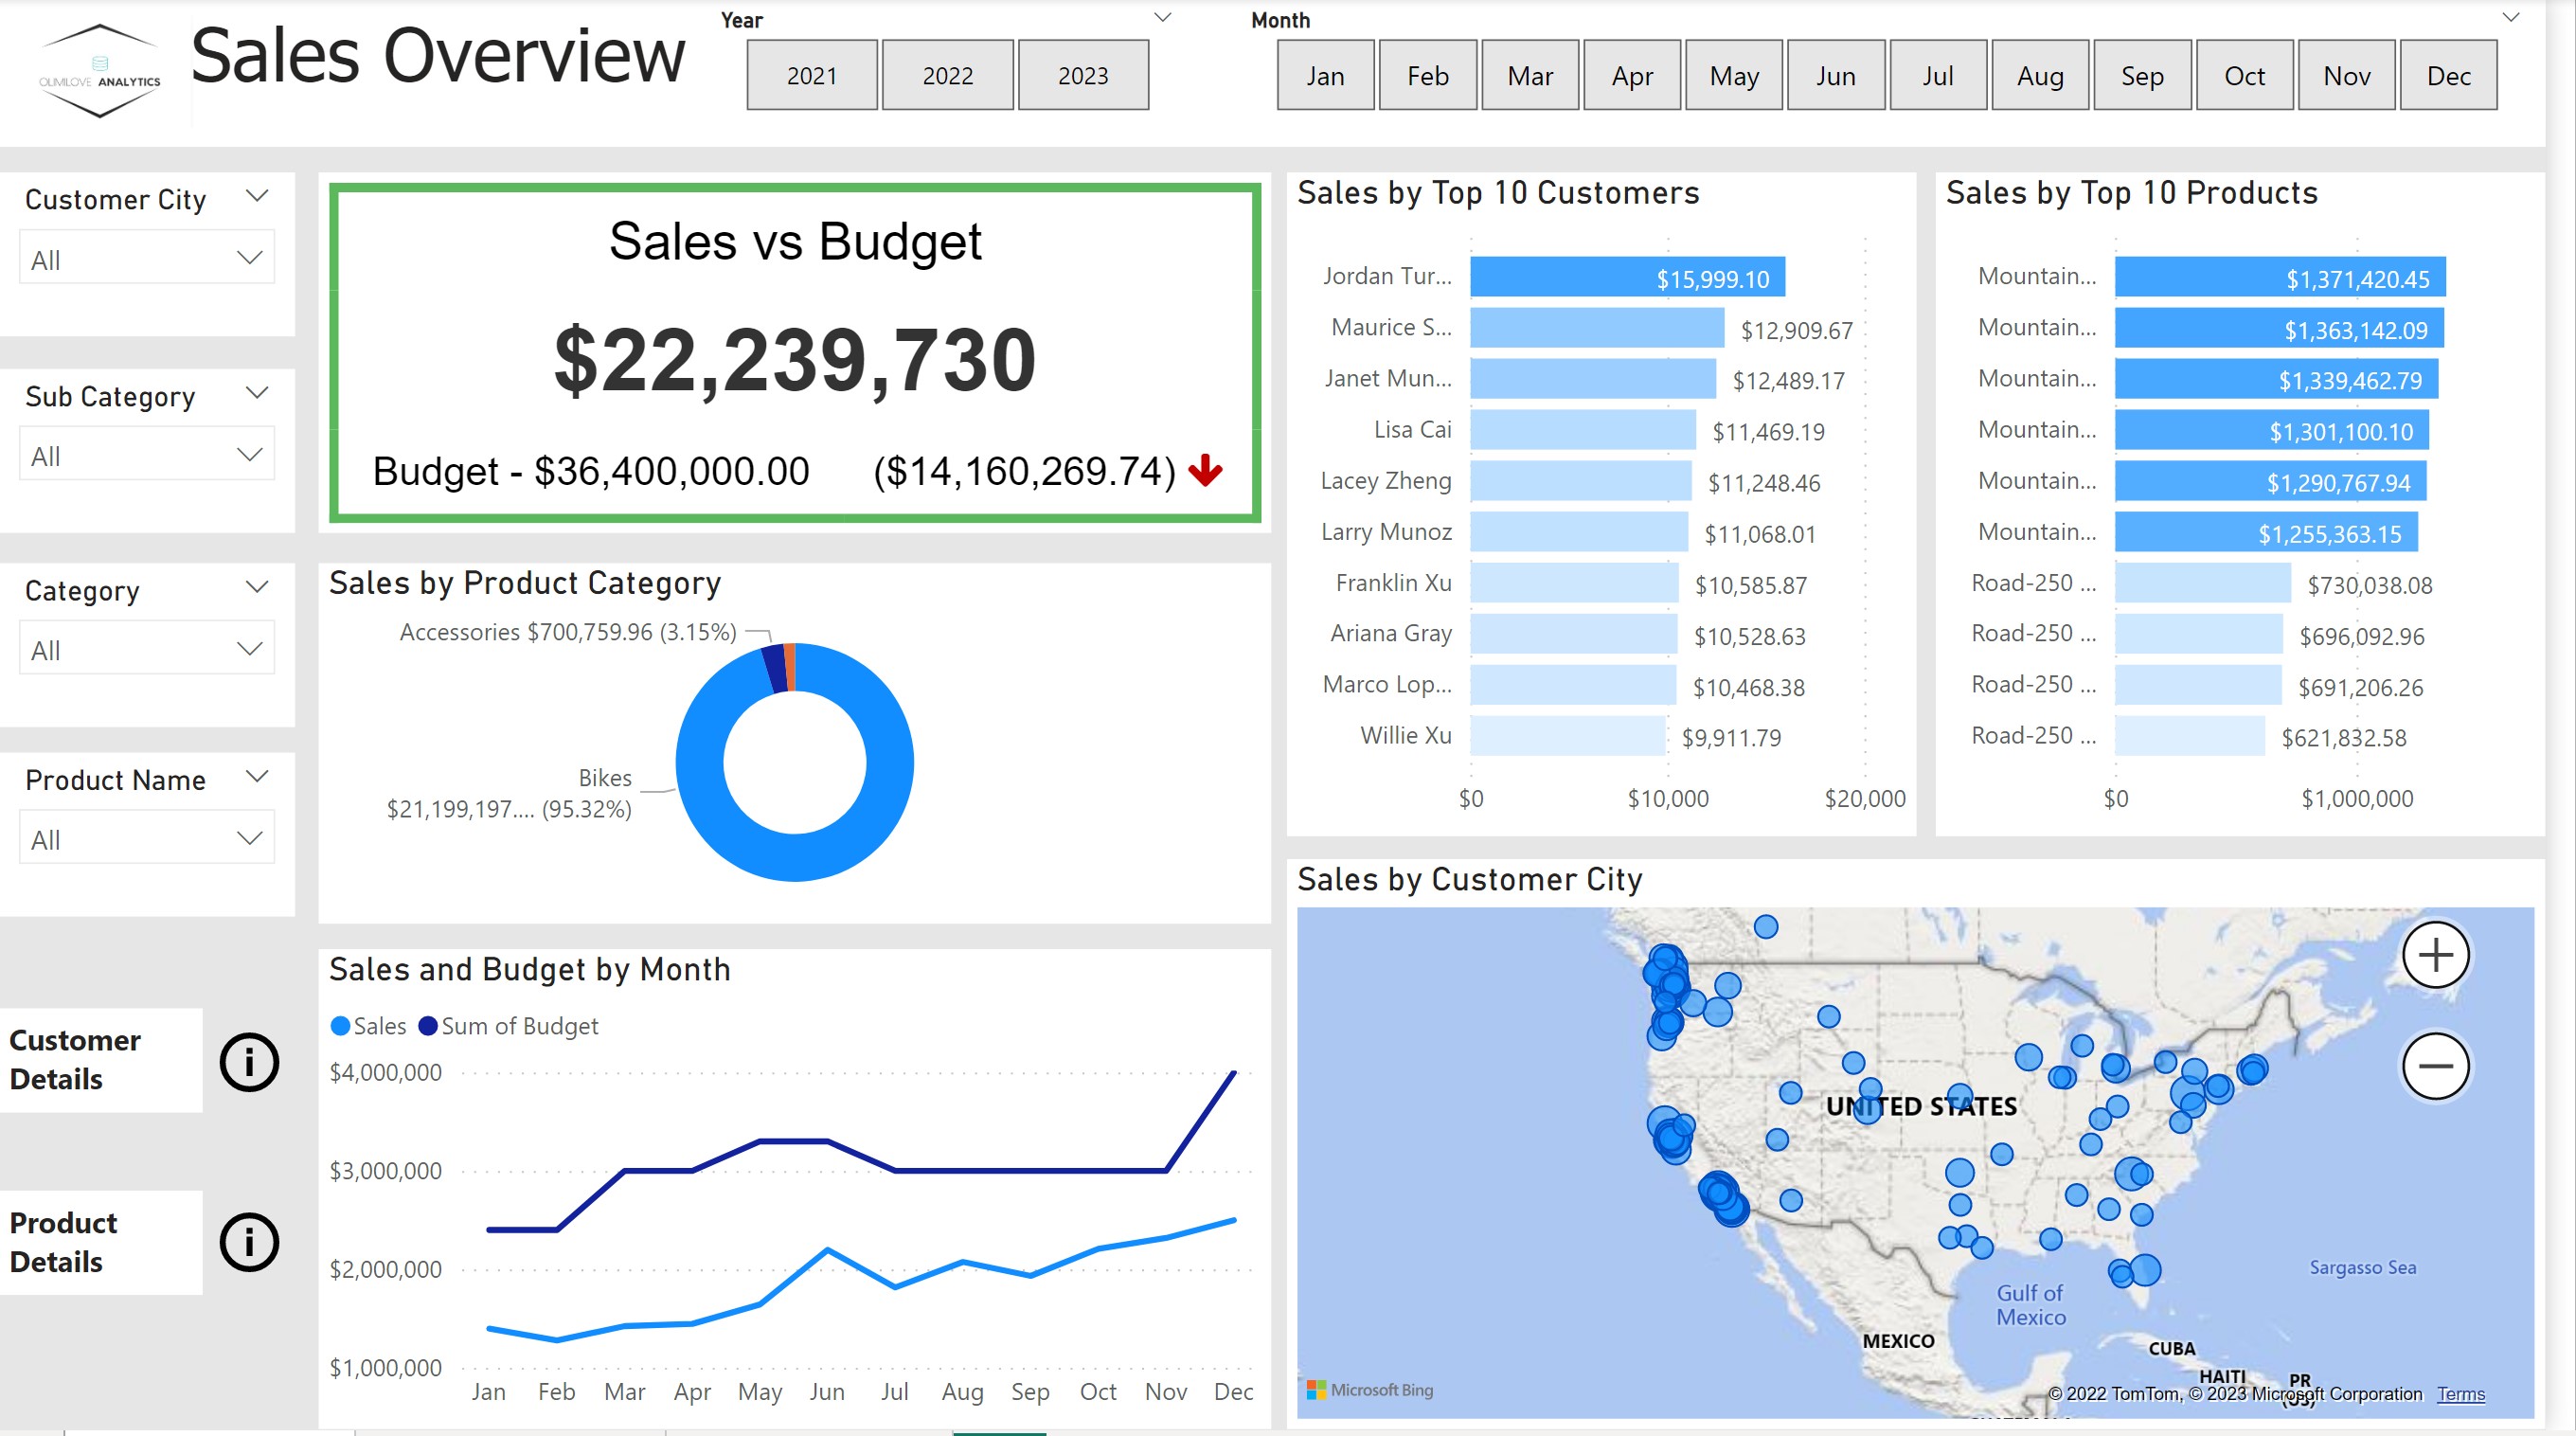 OLIMILOVE ANALYTICS
Sales Overview
Year
2021 2022 2023
Month
Jan Feb Mar Apr May Jun Jul Aug Sep Oct Nov Dec
Customer City
All
Sub Category
All
Category
All
Product Name
All
Customer
Details
i
Product
Details
i
Sales vs Budget
$22,239,730
Budget - $36,400,000.00 ($14,160,269.74)
Sales by Product Category
Accessories $700,759.96 (3.15%)
Bikes
$21,199,197.... (95.32%)
Sales and Budget by Month
Sales Sum of Budget
$4,000,000
$3,000,000
$2,000,000
$1,000,000
Jan Feb Mar Apr May Jun Jul Aug Sep Oct Nov Dec
Sales by Top 10 Customers
Jordan Tur... $15,999.10
Maurice S... $12,909.67
Janet Mun... $12,489.17
Lisa Cai $11,469.19
Lacey Zheng $11,248.46
Larry Munoz $11,068.01
Franklin Xu $10,585.87
Ariana Gray $10,528.63
Marco Lop... $10,468.38
Willie Xu $9,911.79
$0 $10,000 $20,000
Sales by Top 10 Products
Mountain... $1,371,420.45
Mountain... $1,363,142.09
Mountain... $1,339,462.79
Mountain... $1,301,100.10
Mountain... $1,290,767.94
Mountain... $1,255,363.15
Road-250 ... $730,038.08
Road-250 ... $696,092.96
Road-250 ... $691,206.26
Road-250 ... $621,832.58
$0 $1,000,000
Sales by Customer City
UNITED STATES
Sargasso Sea
Gulf of
Mexico
MEXICO
CUBA
HAITI
PR
(US)
Microsoft Bing
© 2022 TomTom, © 2023 Microsoft Corporation Terms